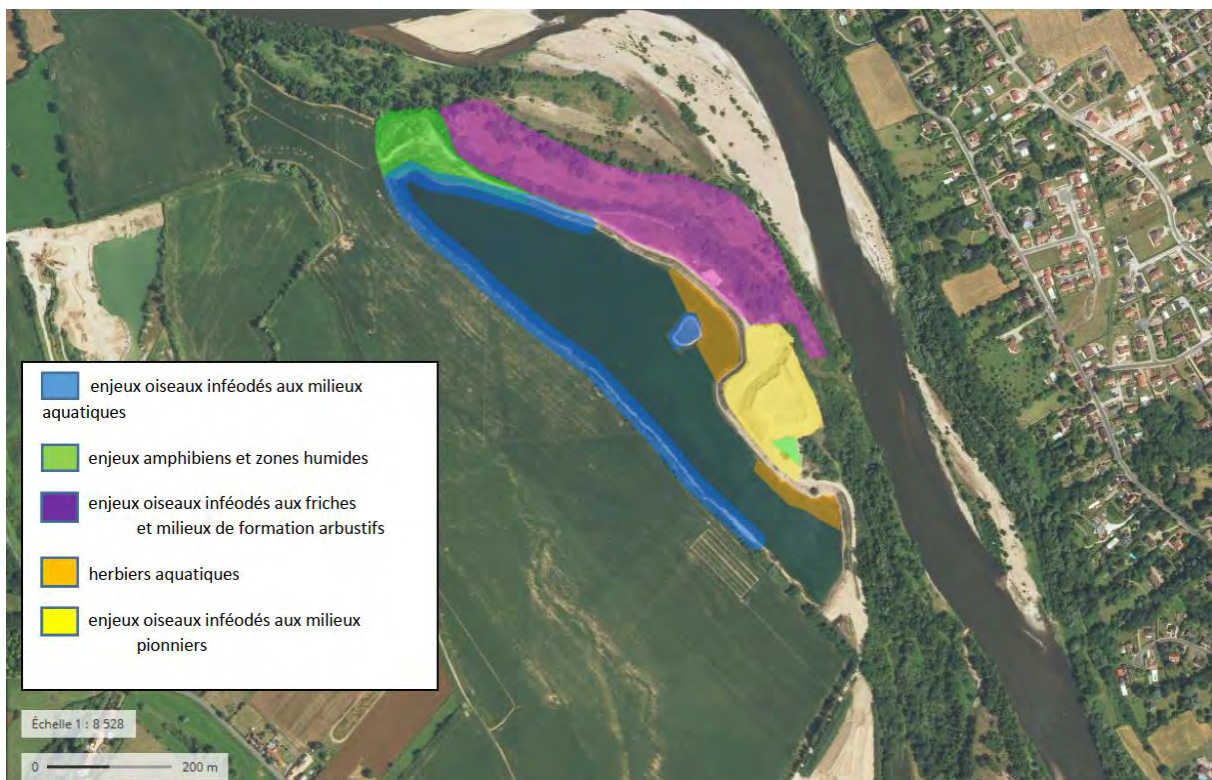 enjeux oiseaux inféodés aux milieux
aquatiques
enjeux amphibiens et zones humides
enjeux oiseaux inféodés aux friches
et milieux de formation arbustifs
herbiers aquatiques
enjeux oiseaux inféodés aux milieux
pionniers
Échelle 1 : 8 528
0 200 m